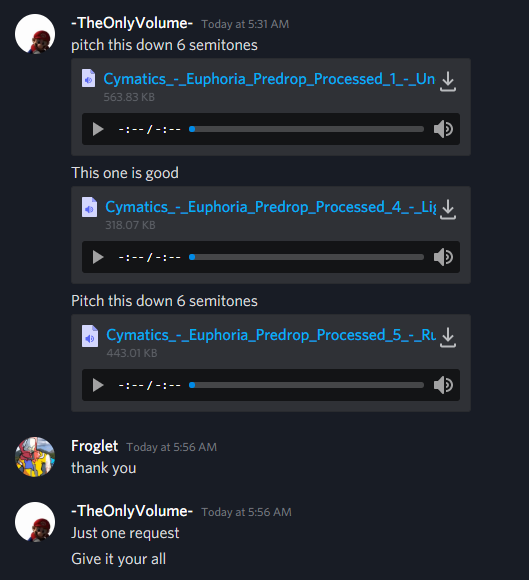 -TheOnlyVolume- Today at 5:31 AM
pitch this down 6 semitones
Cymatics_-_Euphoria_Predrop_Processed_1_-_Un
563.83 KB
-:-- / -:--
This one is good
Cymatics_-_Euphoria_Predrop_Processed_4_-_Lig
318.07 KB
-:-- / -:--
Pitch this down 6 semitones
Cymatics_-_Euphoria_Predrop_Processed_5_-_Ru
443.01 KB
-:-- / -:--
Froglet Today at 5:56 AM
thank you
-TheOnlyVolume- Today at 5:56 AM
Just one request
Give it your all